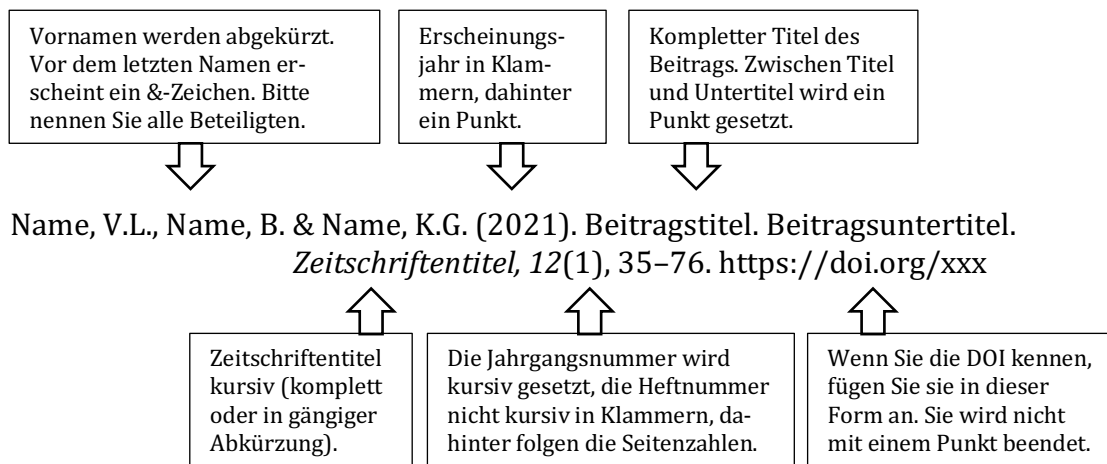 Vornamen werden abgekürzt.
Vor dem letzten Namen er-
scheint ein &-Zeichen. Bitte
nennen Sie alle Beteiligten.
Erscheinungs-
jahr in Klam-
mern, dahinter
ein Punkt.
Kompletter Titel des
Beitrags. Zwischen Titel
und Untertitel wird ein
Punkt gesetzt.
Name, V.L., Name, B. & Name, K.G. (2021). Beitragstitel. Beitragsuntertitel.
Zeitschriftentitel, 12(1), 35–76. https://doi.org/xxx
Zeitschriftentitel
kursiv (komplett
oder in gängiger
Abkürzung).
Die Jahrgangsnummer wird
kursiv gesetzt, die Heftnummer
nicht kursiv in Klammern, da-
hinter folgen die Seitenzahlen.
Wenn Sie die DOI kennen,
fügen Sie sie in dieser
Form an. Sie wird nicht
mit einem Punkt beendet.